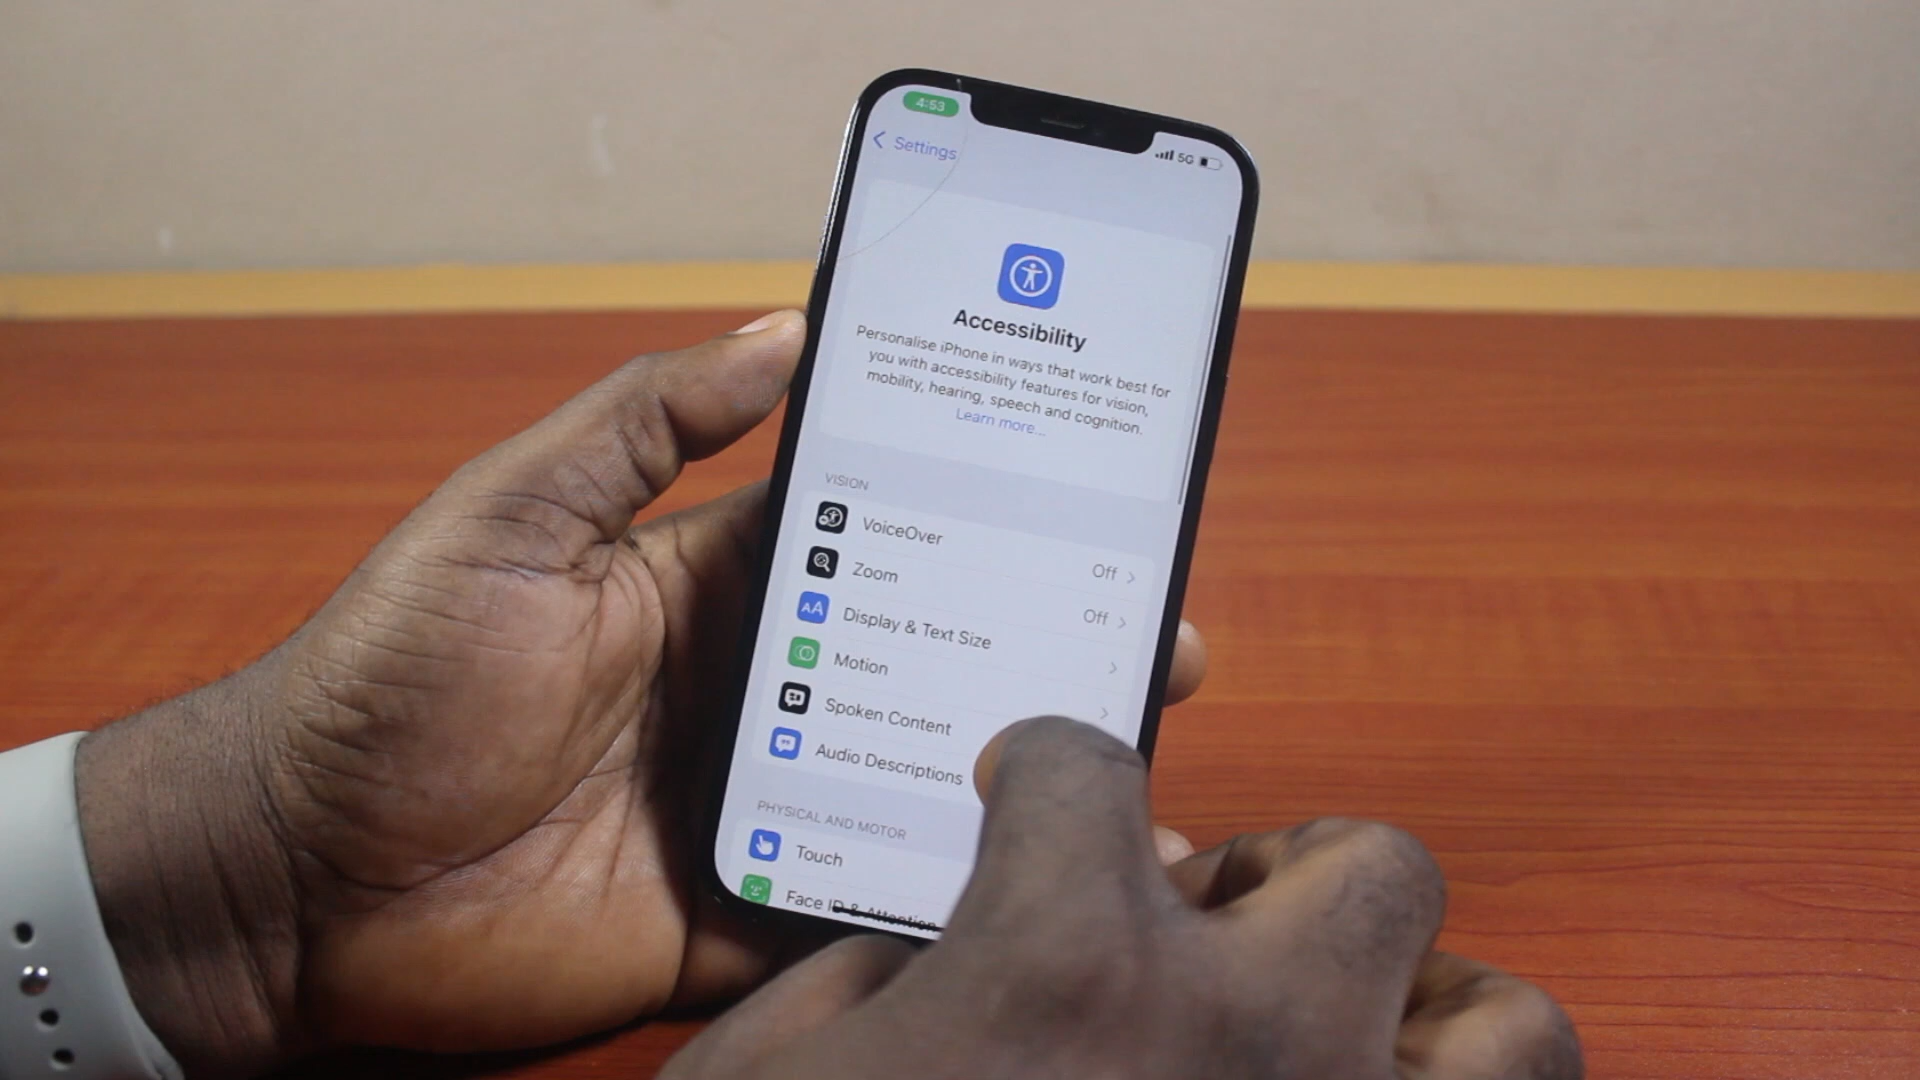 4:53
5G
Settings
Accessibility
Personalise iPhone in ways that work best for
you with accessibility features for vision,
mobility, hearing, speech and cognition.
Learn more...
VISION
VoiceOver
Off
Zoom
Off
Display & Text Size
Motion
Spoken Content
Audio Descriptions
PHYSICAL AND MOTOR
Touch
Face ID & Attention